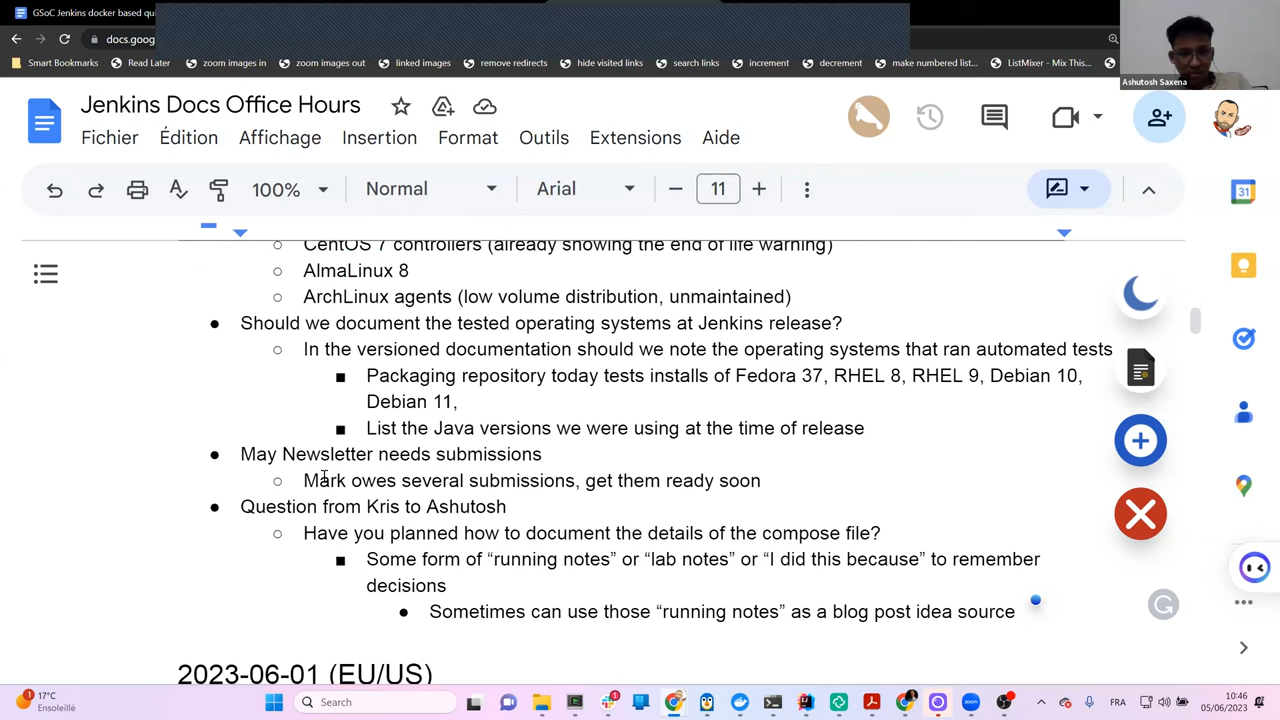 GSoC Jenkins docker based qui
docs.goog
Smart Bookmarks Read Later zoom images in zoom images out linked images remove redirects hide visited links search links increment decrement make numbered list... ListMixer - Mix This...
Ashutosh Saxena
Jenkins Docs Office Hours
Fichier Édition Affichage Insertion Format Outils Extensions Aide
100% Normal Arial 11
31
CentOS 7 controllers (already showing the end of life warning)
AlmaLinux 8
ArchLinux agents (low volume distribution, unmaintained)
Should we document the tested operating systems at Jenkins release?
In the versioned documentation should we note the operating systems that ran automated tests
Packaging repository today tests installs of Fedora 37, RHEL 8, RHEL 9, Debian 10,
Debian 11,
List the Java versions we were using at the time of release
May Newsletter needs submissions
Mark owes several submissions, get them ready soon
Question from Kris to Ashutosh
Have you planned how to document the details of the compose file?
Some form of “running notes” or “lab notes” or “I did this because” to remember
decisions
Sometimes can use those “running notes” as a blog post idea source
2023-06-01 (EU/US)
17°C
Ensoleillé
Search
FRA
10:46
05/06/2023